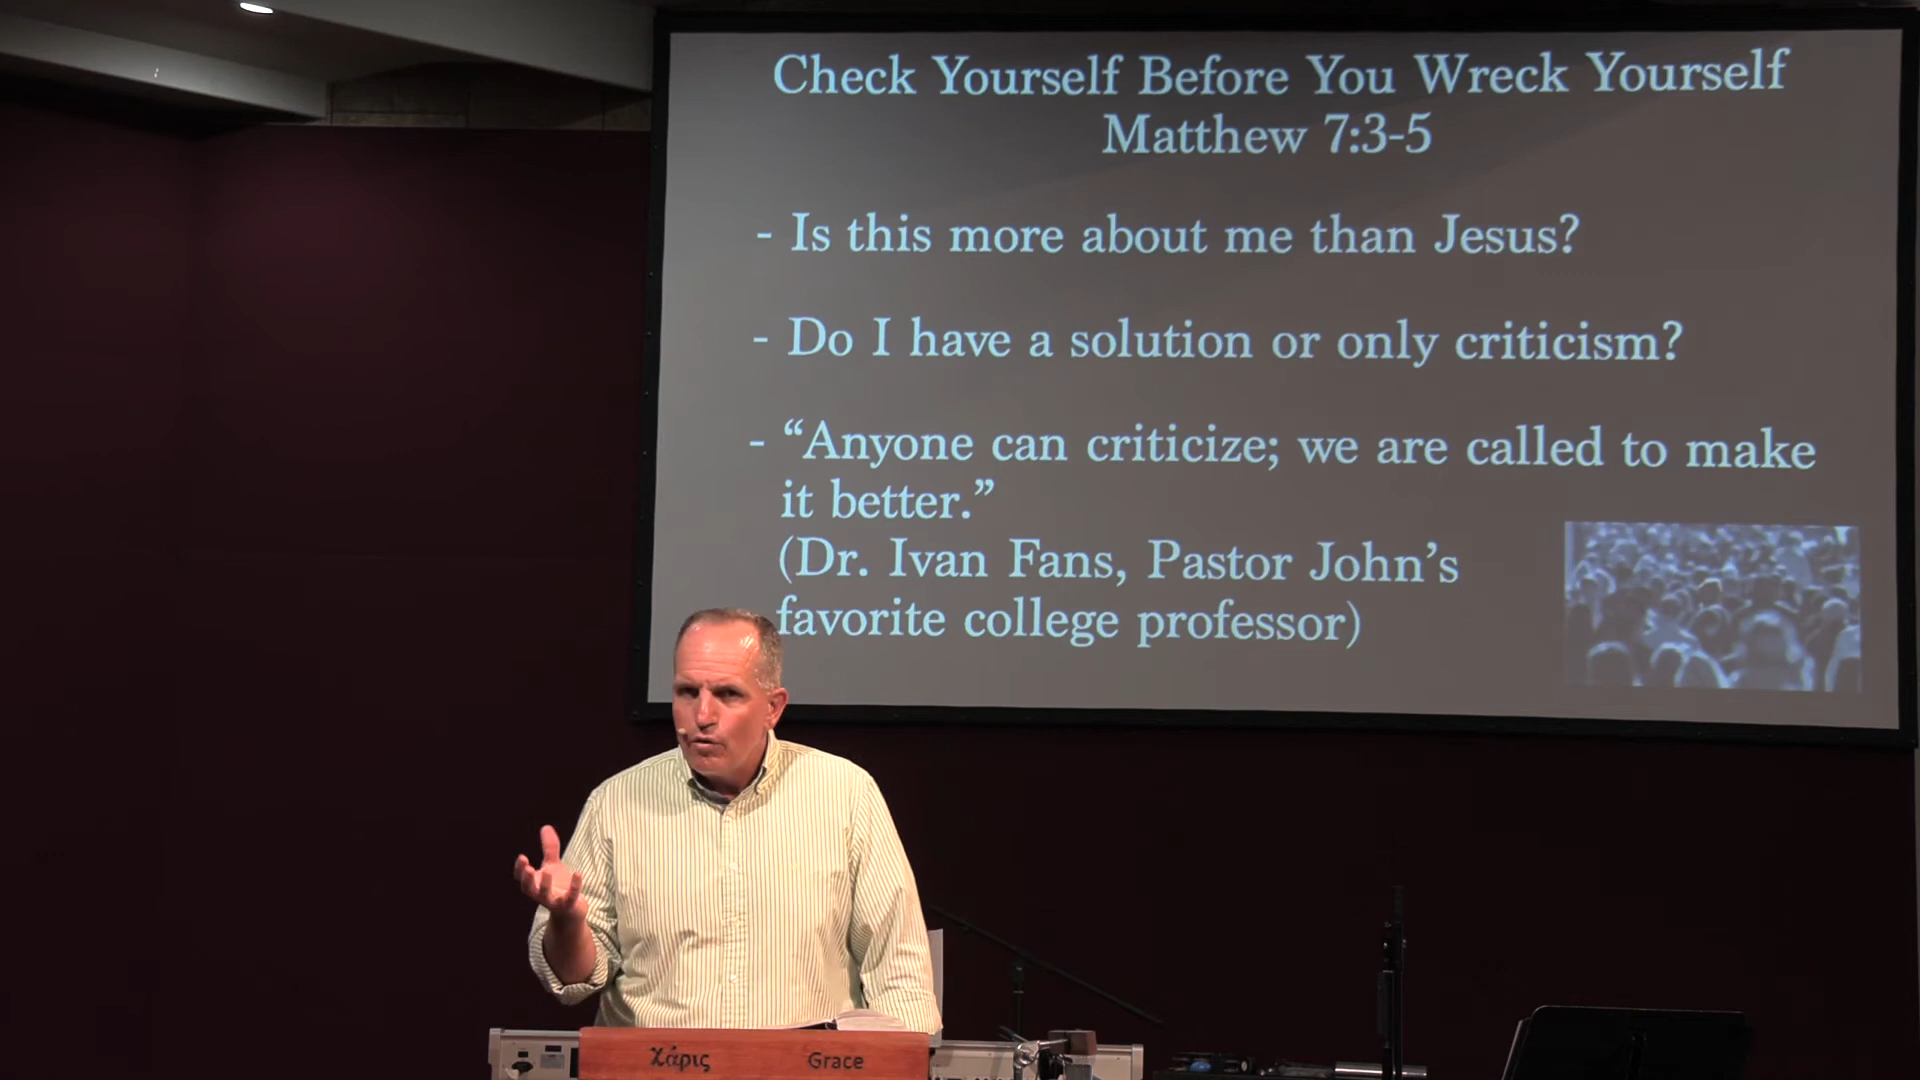 Check Yourself Before You Wreck Yourself
Matthew 7:3-5
- Is this more about me than Jesus?
- Do I have a solution or only criticism?
- “Anyone can criticize; we are called to make
it better.”
(Dr. Ivan Fans, Pastor John’s
favorite college professor)
Χάρις Grace